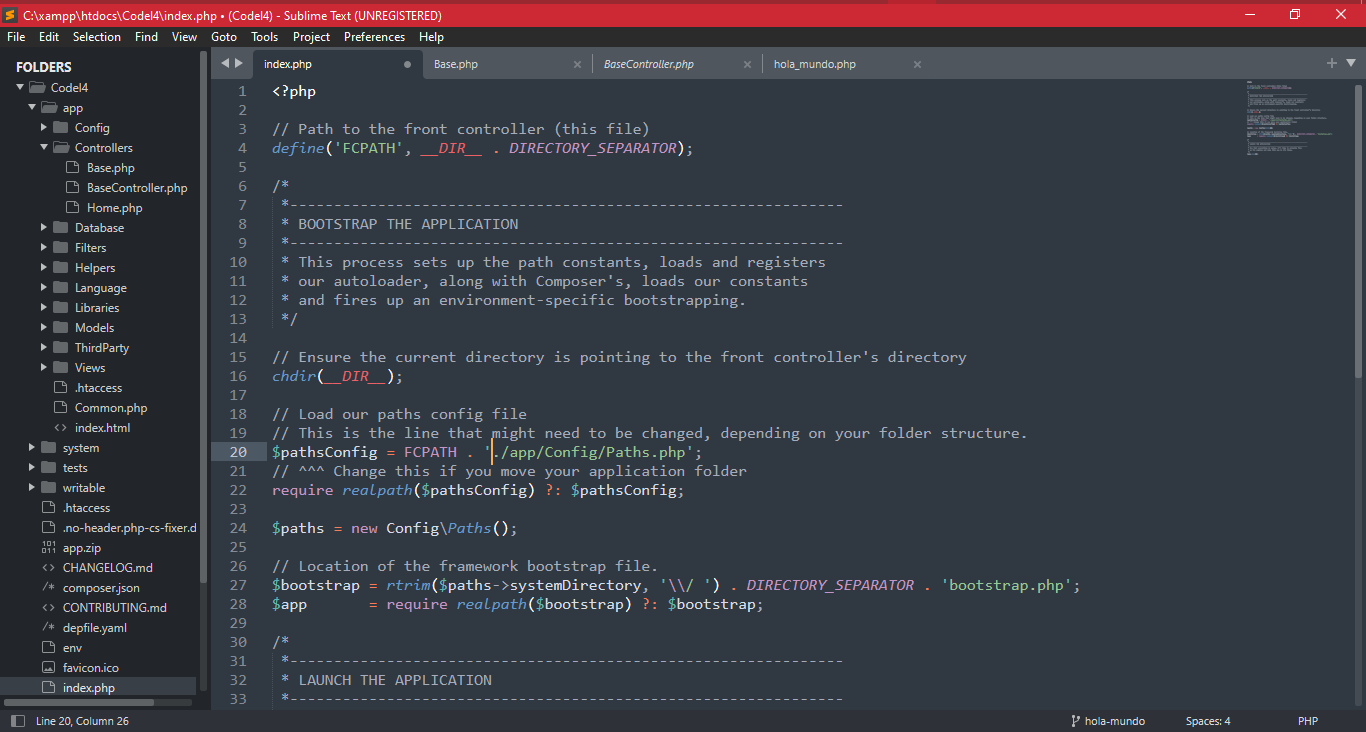 C:\xampp\htdocs\Codel4\index.php • (Codel4) - Sublime Text (UNREGISTERED)
File Edit Selection Find View Goto Tools Project Preferences Help
FOLDERS
Codel4
app
Config
Controllers
Base.php
BaseController.php
Home.php
Database
Filters
Helpers
Language
Libraries
Models
ThirdParty
Views
.htaccess
Common.php
index.html
system
tests
writable
.htaccess
.no-header.php-cs-fixer.d
app.zip
CHANGELOG.md
composer.json
CONTRIBUTING.md
depfile.yaml
env
favicon.ico
index.php
index.php Base.php BaseController.php hola_mundo.php
1 <?php
2
3 // Path to the front controller (this file)
4 define('FCPATH', __DIR__ . DIRECTORY_SEPARATOR);
5
6 /*
7 *---------------------------------------------------------------
8 * BOOTSTRAP THE APPLICATION
9 *---------------------------------------------------------------
10 * This process sets up the path constants, loads and registers
11 * our autoloader, along with Composer's, loads our constants
12 * and fires up an environment-specific bootstrapping.
13 */
14
15 // Ensure the current directory is pointing to the front controller's directory
16 chdir(__DIR__);
17
18 // Load our paths config file
19 // This is the line that might need to be changed, depending on your folder structure.
20 $pathsConfig = FCPATH . './app/Config/Paths.php';
21 // ^^^ Change this if you move your application folder
22 require realpath($pathsConfig) ?: $pathsConfig;
23
24 $paths = new Config\Paths();
25
26 // Location of the framework bootstrap file.
27 $bootstrap = rtrim($paths->systemDirectory, '\\/ ') . DIRECTORY_SEPARATOR . 'bootstrap.php';
28 $app       = require realpath($bootstrap) ?: $bootstrap;
29
30 /*
31 *---------------------------------------------------------------
32 * LAUNCH THE APPLICATION
33 *---------------------------------------------------------------
Line 20, Column 26 hola-mundo Spaces: 4 PHP